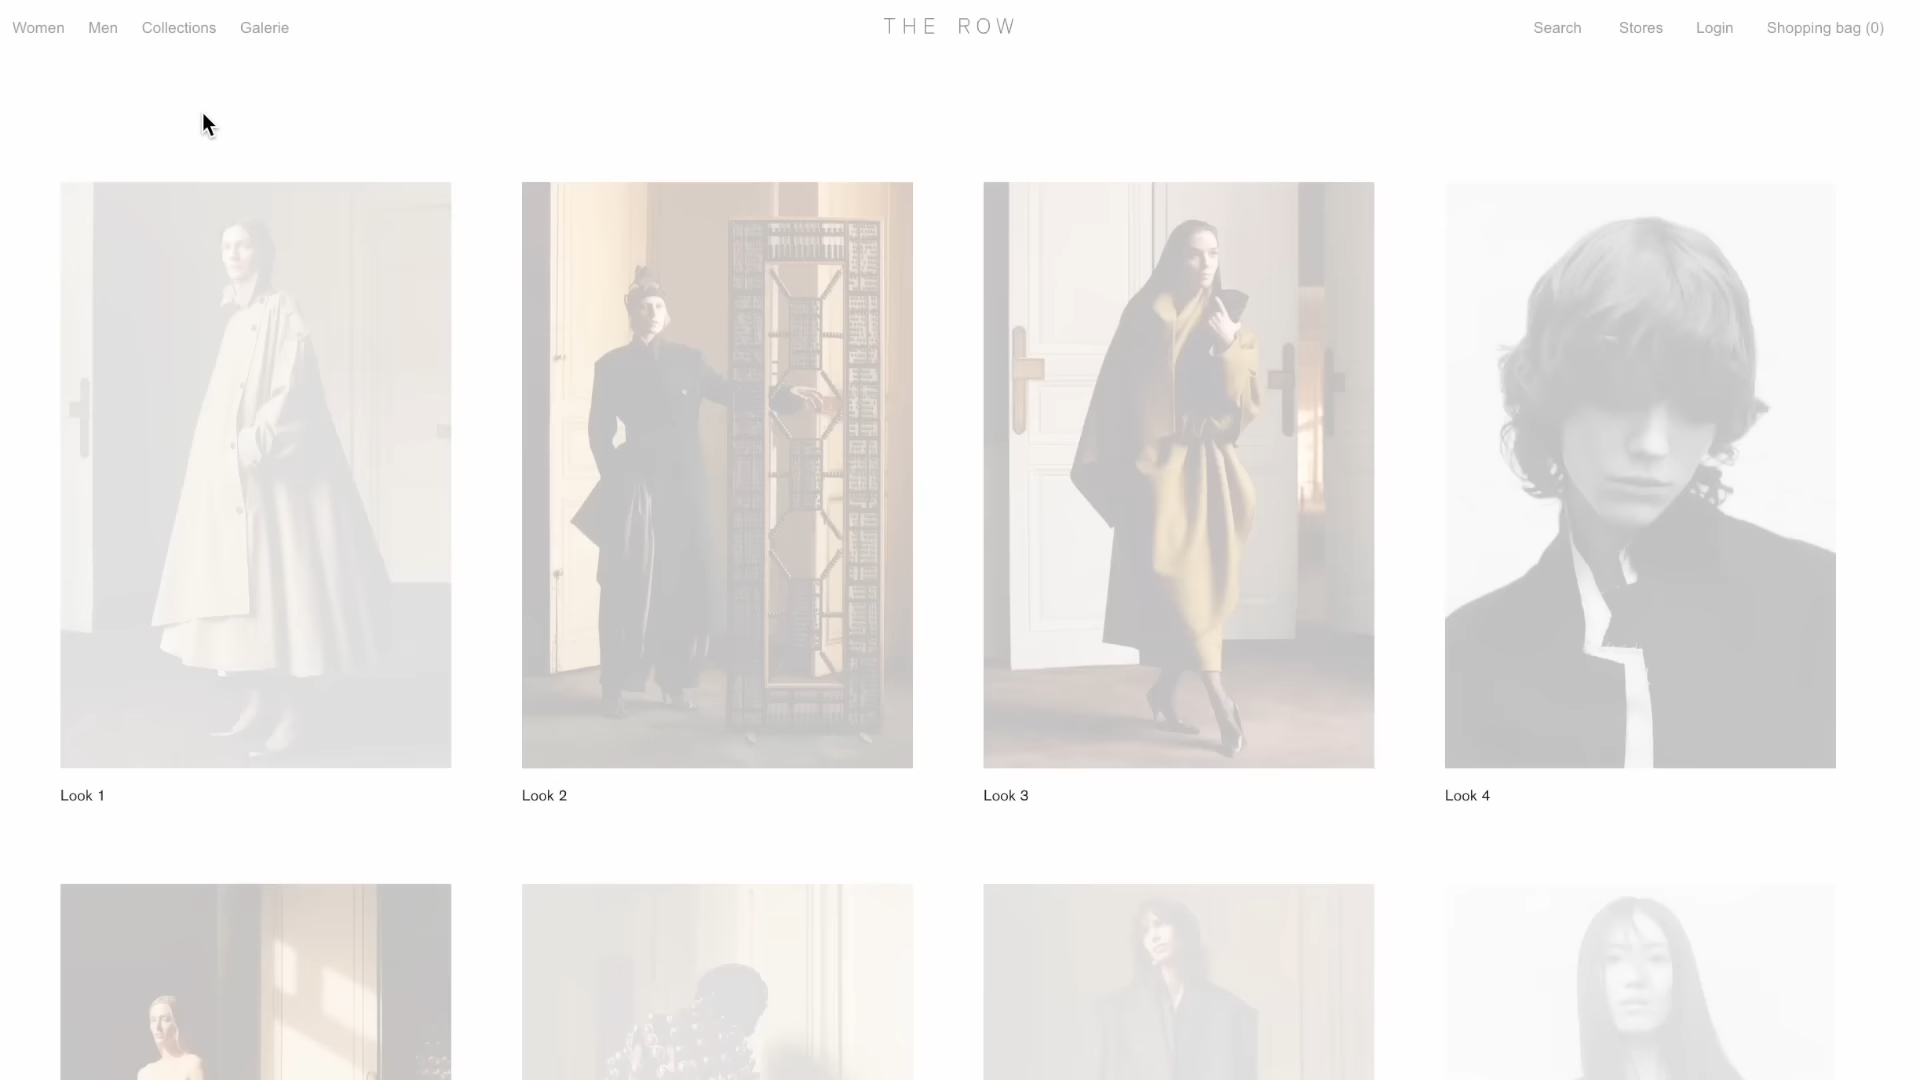 Women Men Collections Galerie THE ROW Search Stores Login Shopping bag (0)
Look 1 Look 2 Look 3 Look 4